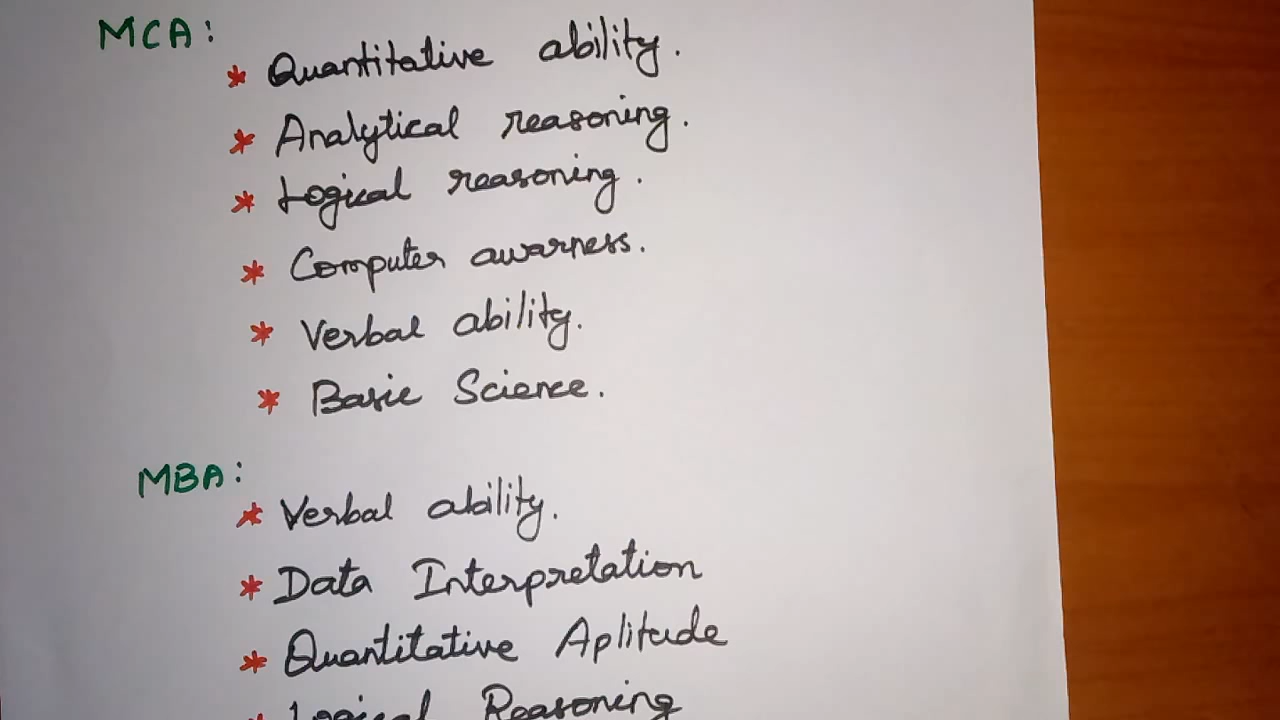 MCA:
* Quantitative ability.
* Analytical reasoning.
* Logical reasoning.
* Computer awarness.
* Verbal ability.
* Basic Science.
MBA:
* Verbal ability.
* Data Interpretation
* Quantitative Aptitude
* Logical Reasoning